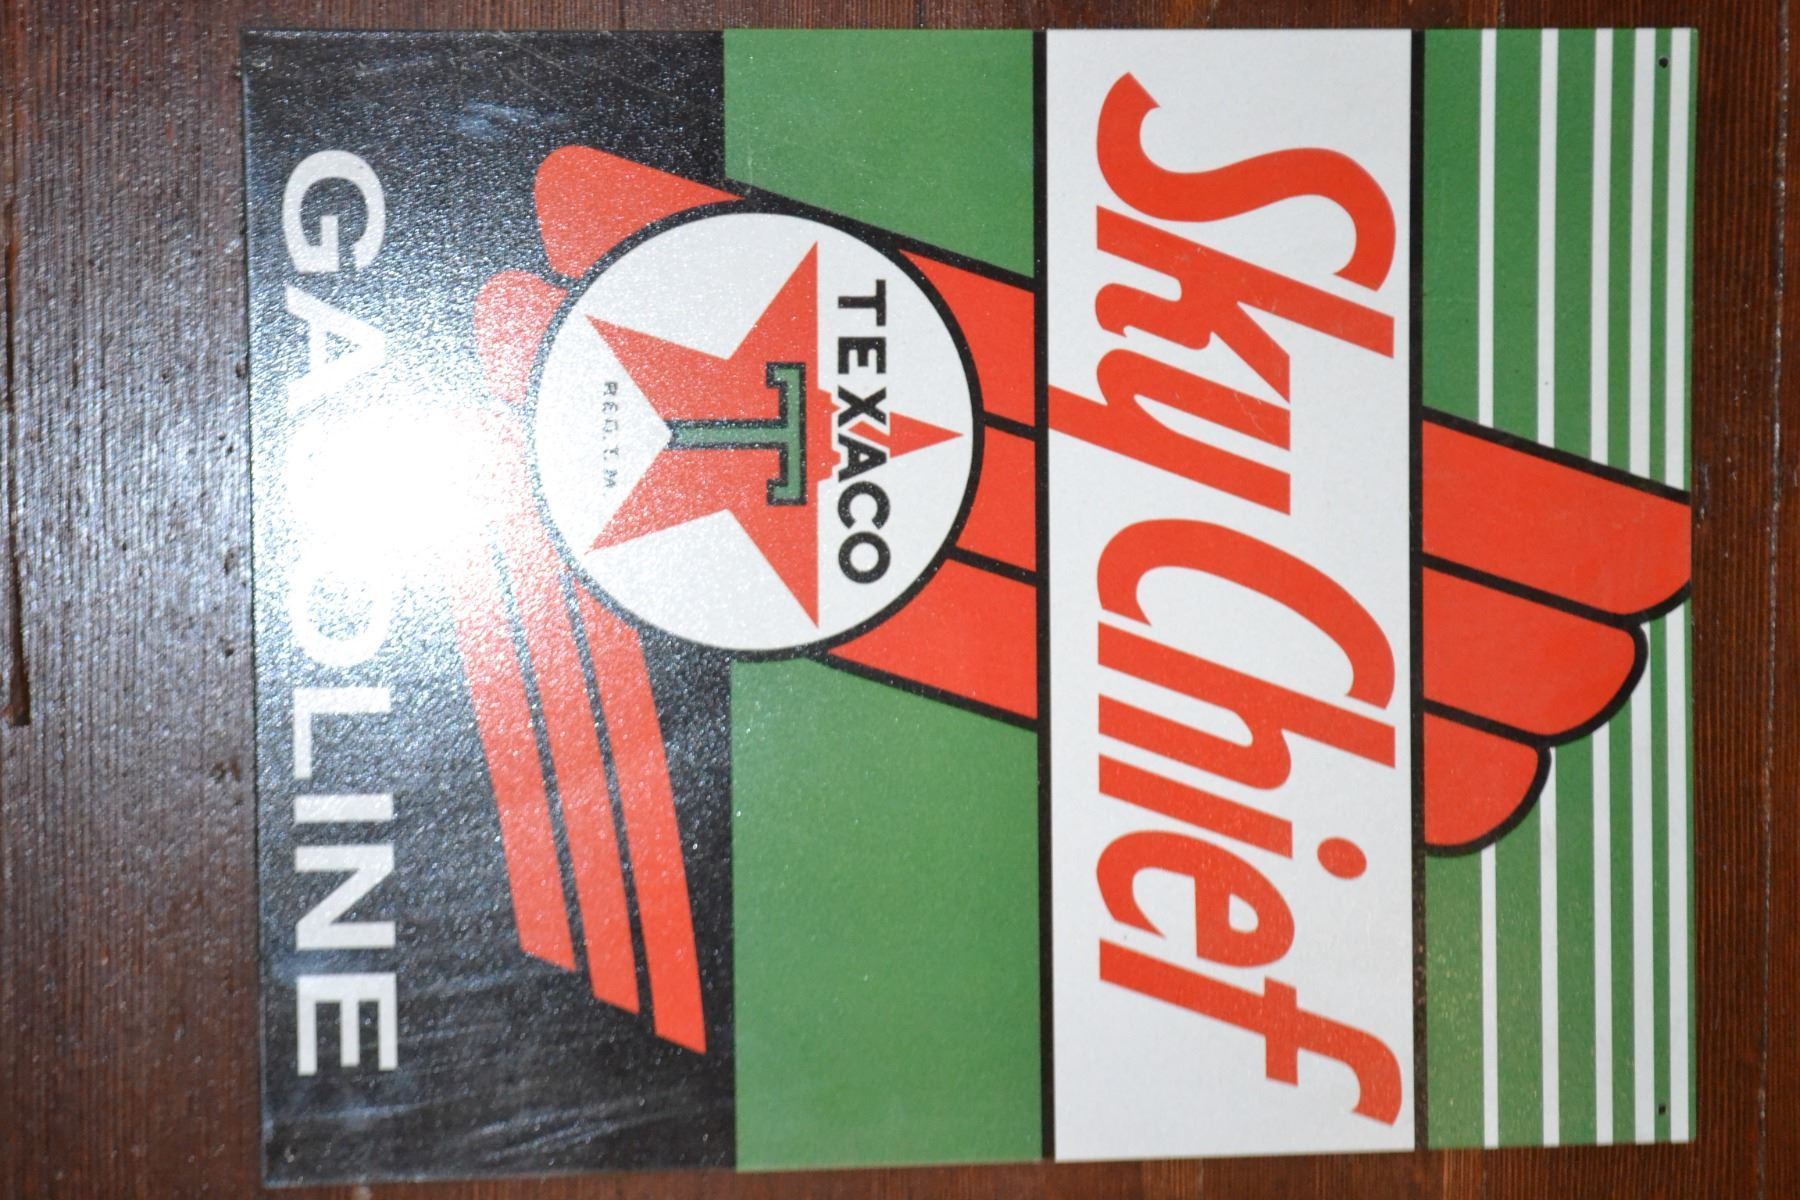 Sky Chief
TEXACO
T
REG. T. M.
GASOLINE